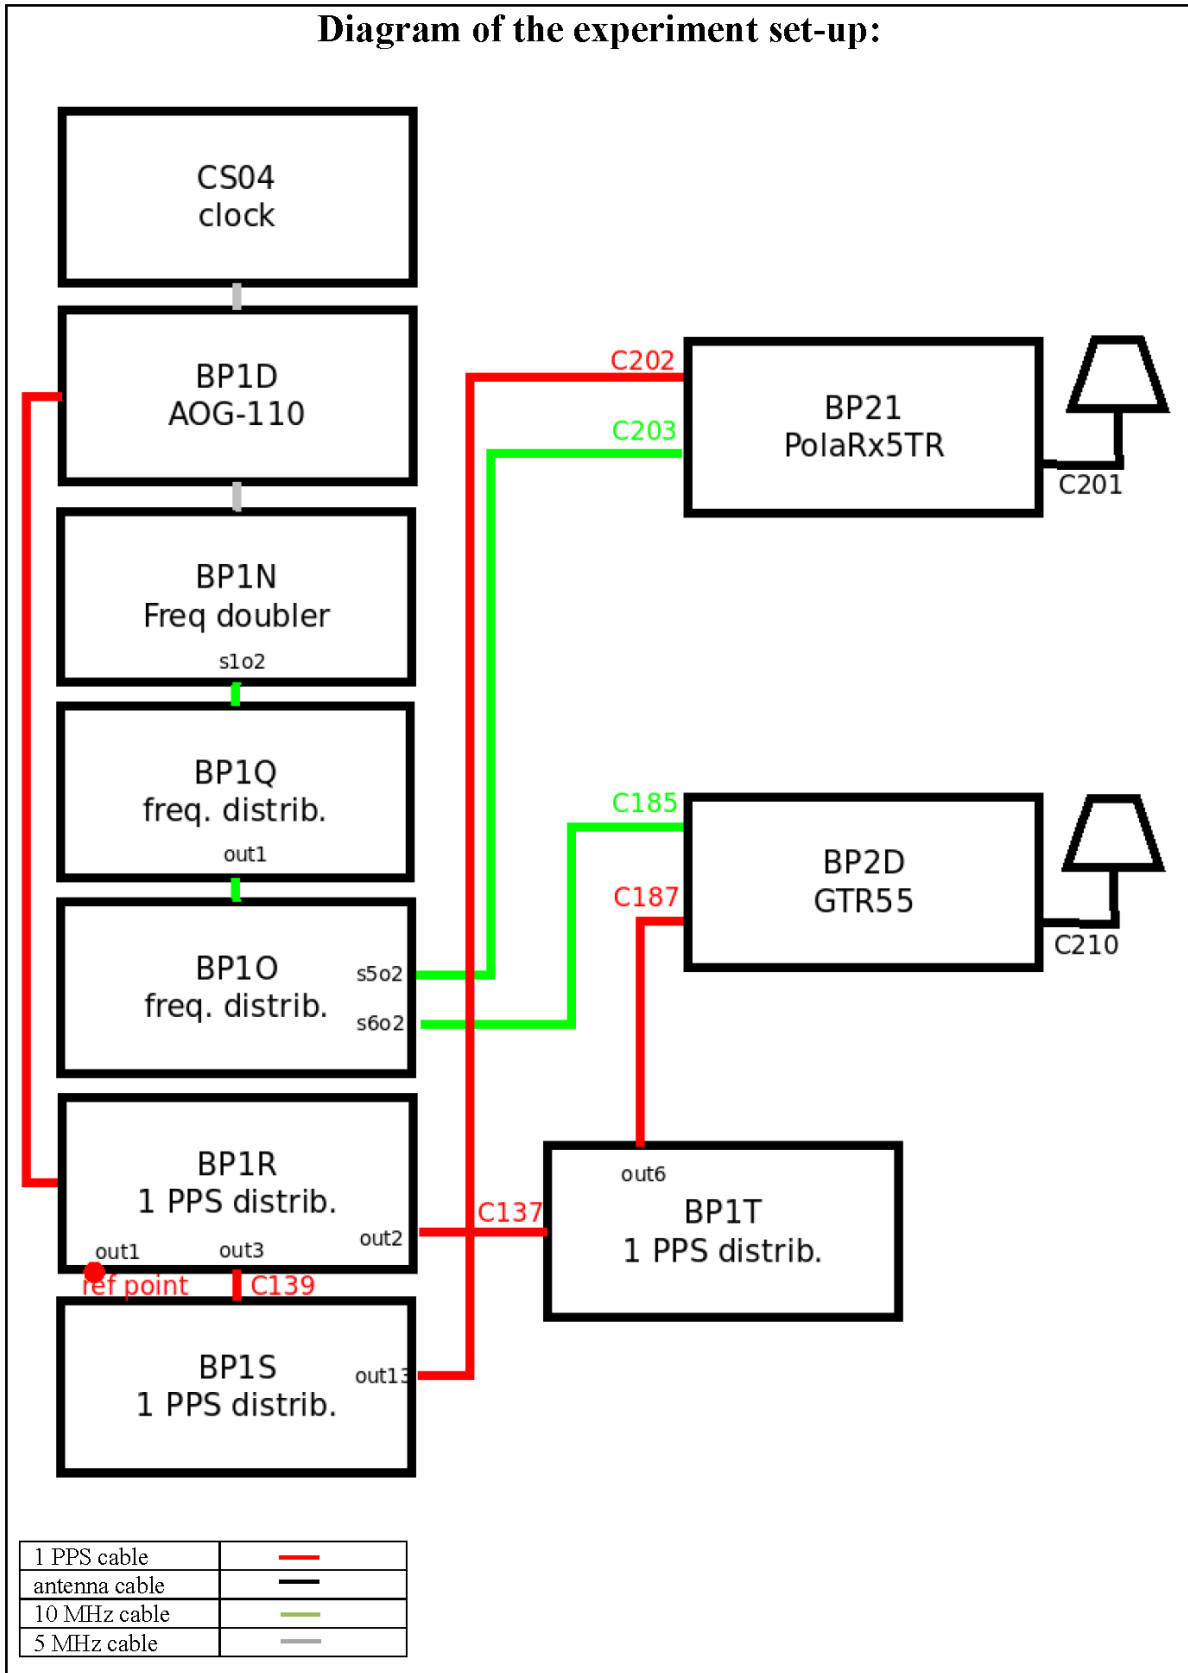 Diagram of the experiment set-up:
CS04
clock
BP1D
AOG-110
BP1N
Freq doubler
s1o2
BP1Q
freq. distrib.
out1
BP1O
freq. distrib.
s5o2
s6o2
BP1R
1 PPS distrib.
out2
out1
out3
ref point
C139
BP1S
1 PPS distrib.
out13
C202
C203
BP21
PolaRx5TR
C201
C185
C187
BP2D
GTR55
C210
C137
out6
BP1T
1 PPS distrib.
1 PPS cable
antenna cable
10 MHz cable
5 MHz cable